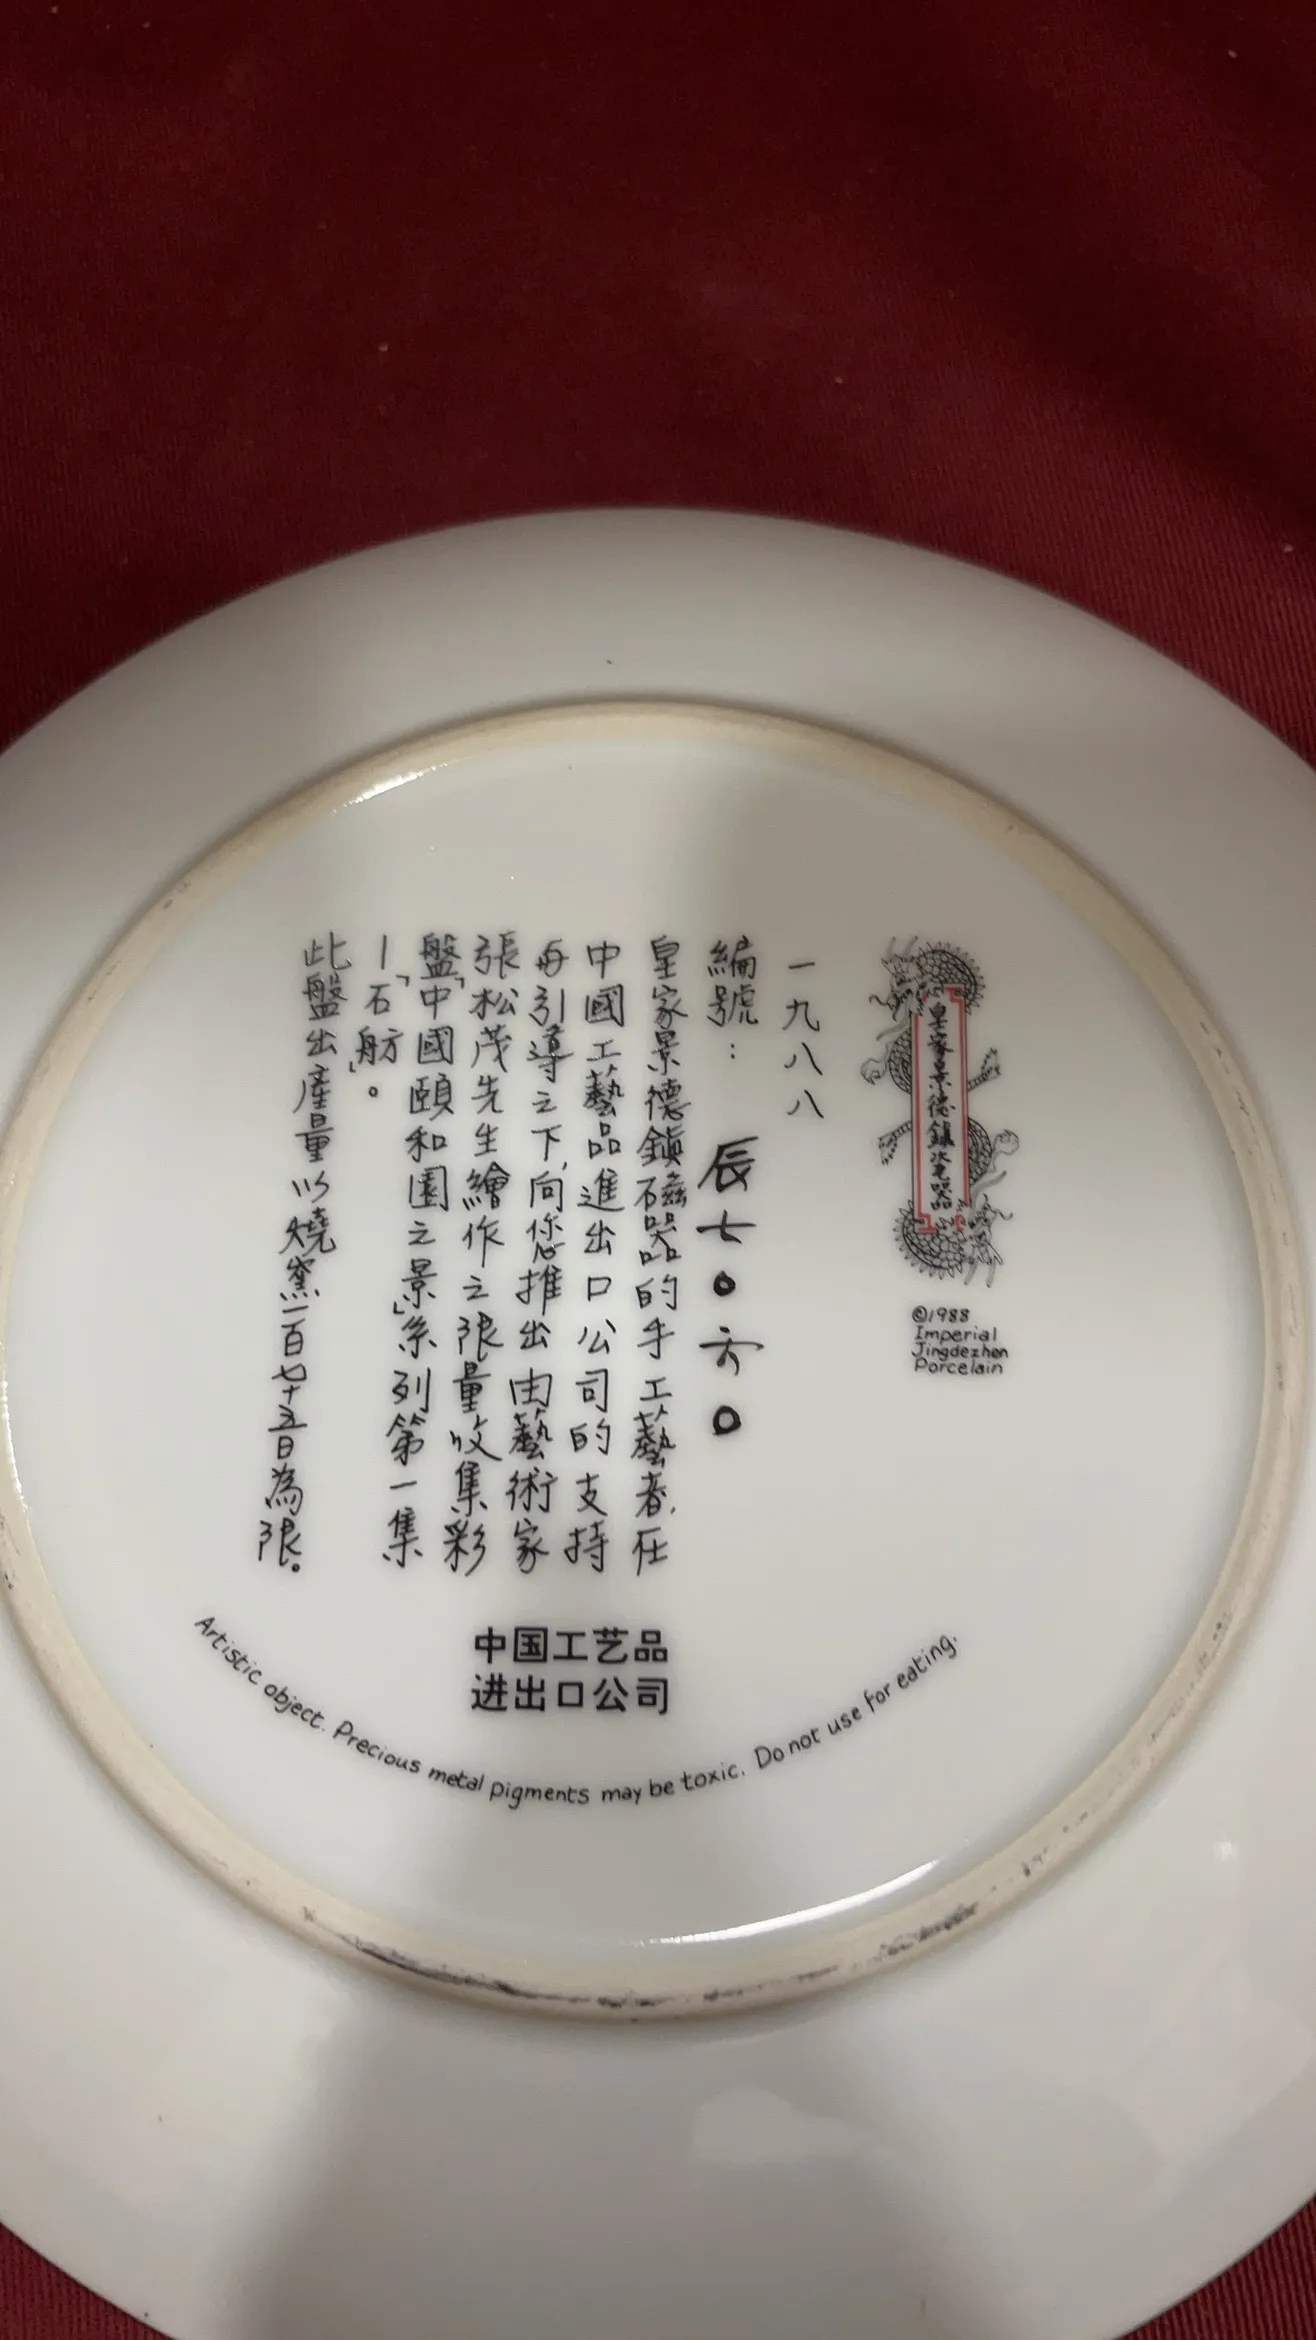 皇家景德鎮瓷器
©1988
Imperial
Jingdezhen
Porcelain
一九八八
編號：辰七〇六〇
皇家景德鎮磁器的手工藝者，在
中國工藝品進出口公司的支持
與引導之下，向您推出由藝術家
張松茂先生繪作之限量收集彩
盤「中國頤和園之景」系列第一集
—「石舫」。
此盤出產量以燒窯一百七十五日為限。
中国工艺品
进出口公司
Artistic object. Precious metal pigments may be toxic. Do not use for eating.